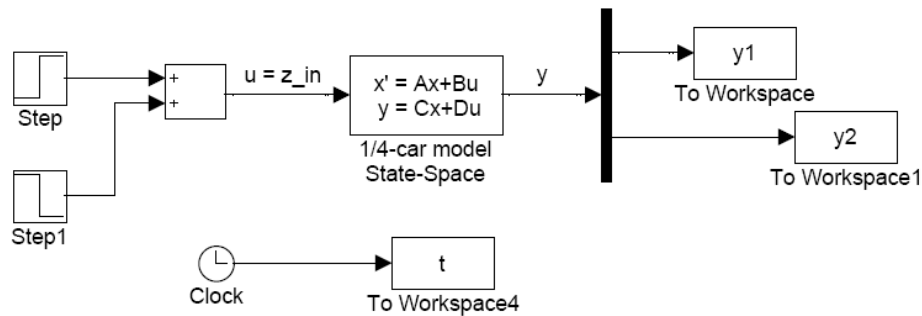 +
+
Step
Step1
u = z_in
x' = Ax+Bu
y = Cx+Du
1/4-car model
State-Space
y
y1
To Workspace
y2
To Workspace1
Clock
t
To Workspace4